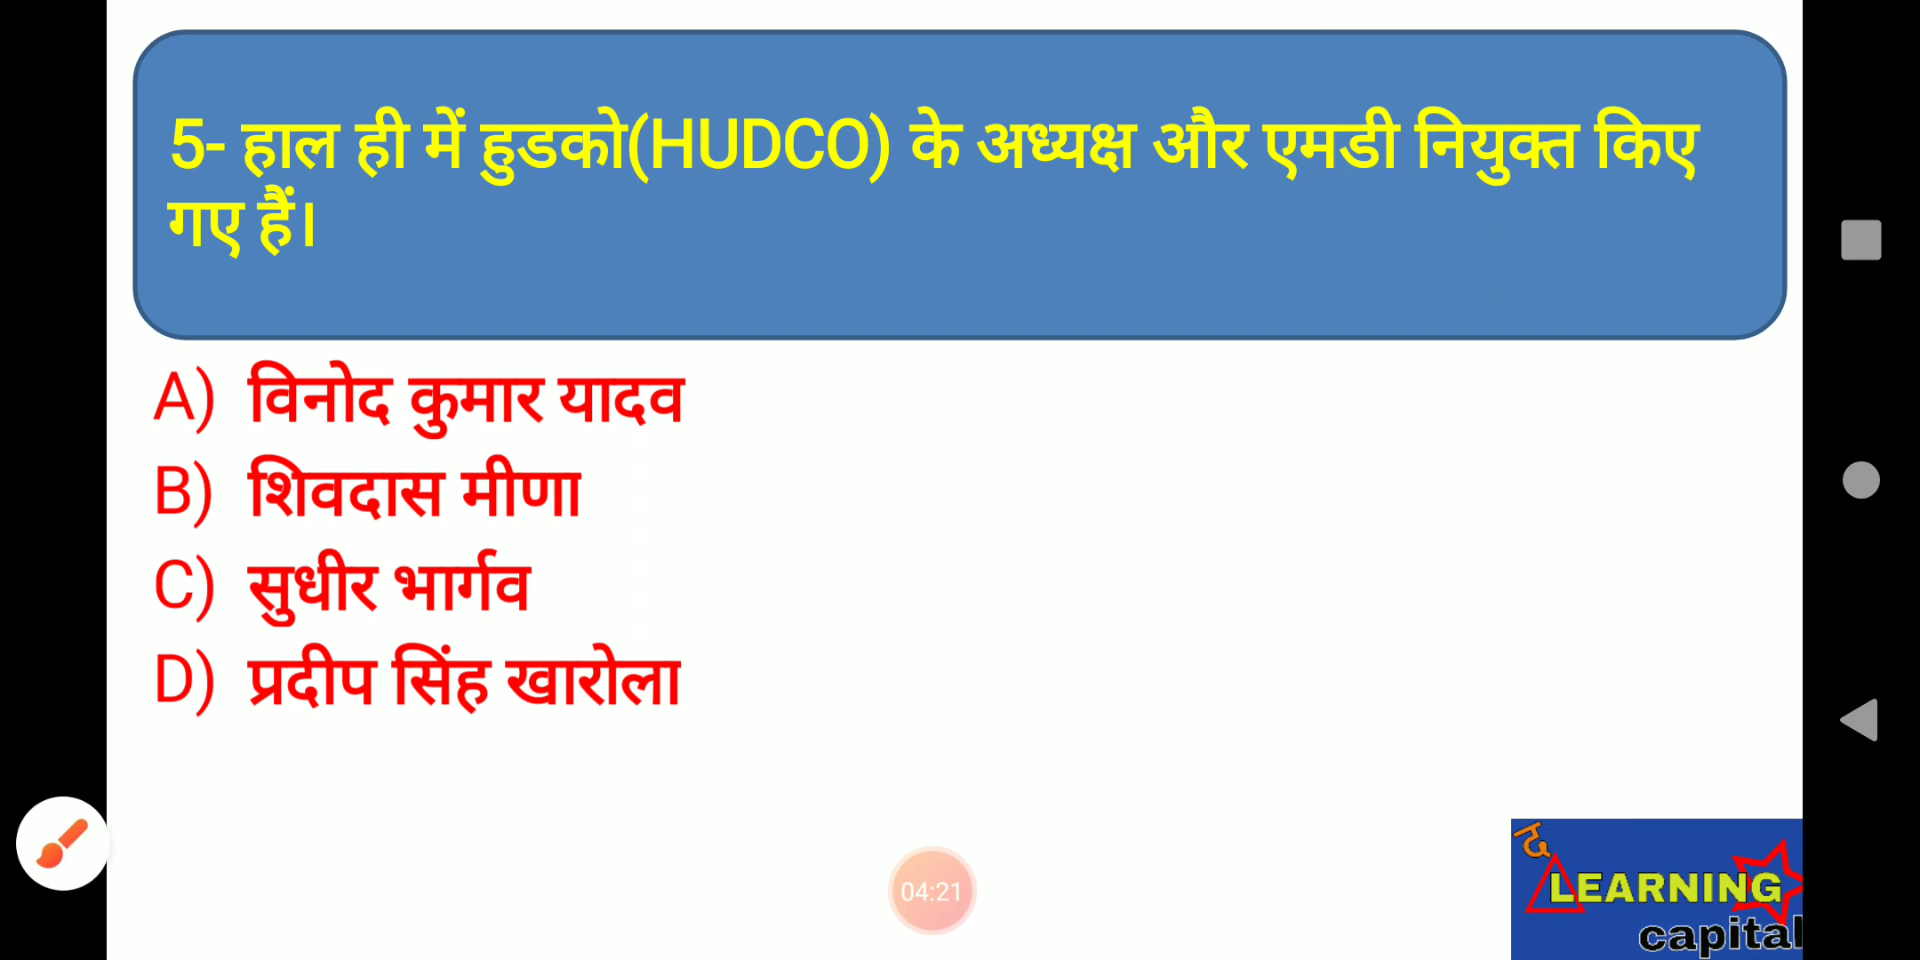 5- हाल ही में हुडको(HUDCO) के अध्यक्ष और एमडी नियुक्त किए
गए हैं।
A) विनोद कुमार यादव
B) शिवदास मीणा
C) सुधीर भार्गव
D) प्रदीप सिंह खारोला
04:21
द
LEARNING
capital